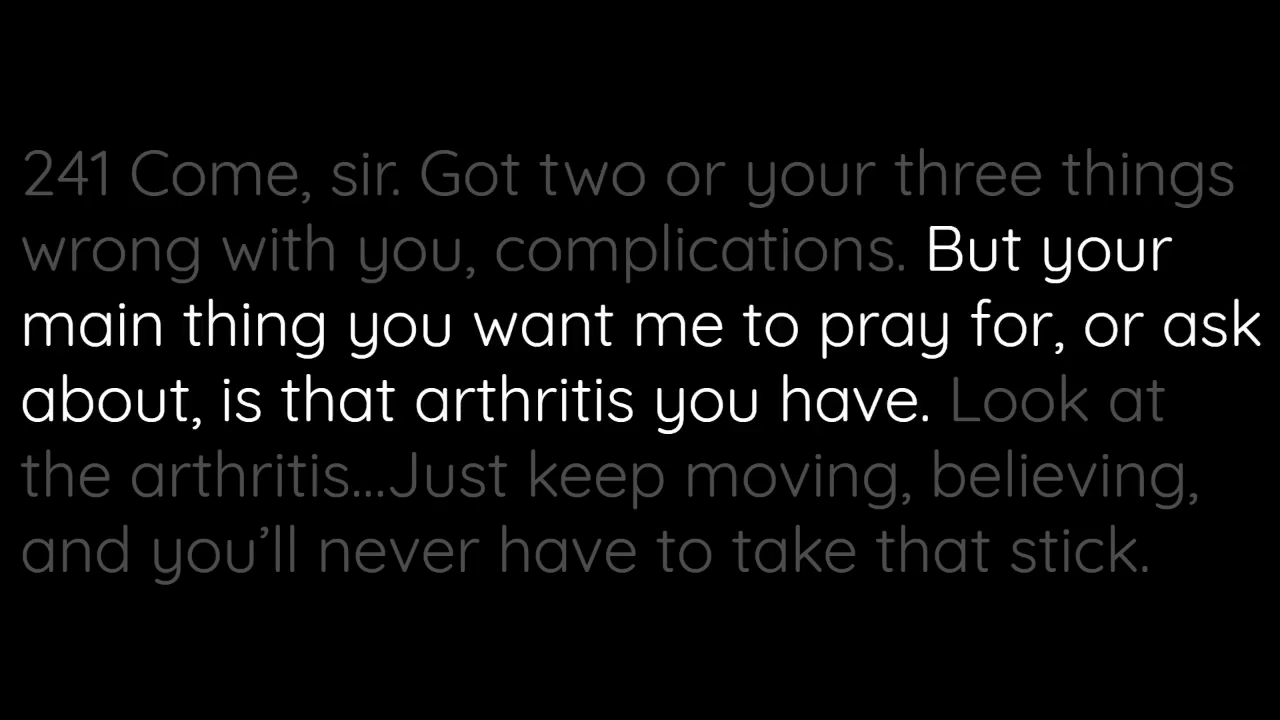 241 Come, sir. Got two or your three things
wrong with you, complications. But your
main thing you want me to pray for, or ask
about, is that arthritis you have. Look at
the arthritis...Just keep moving, believing,
and you’ll never have to take that stick.